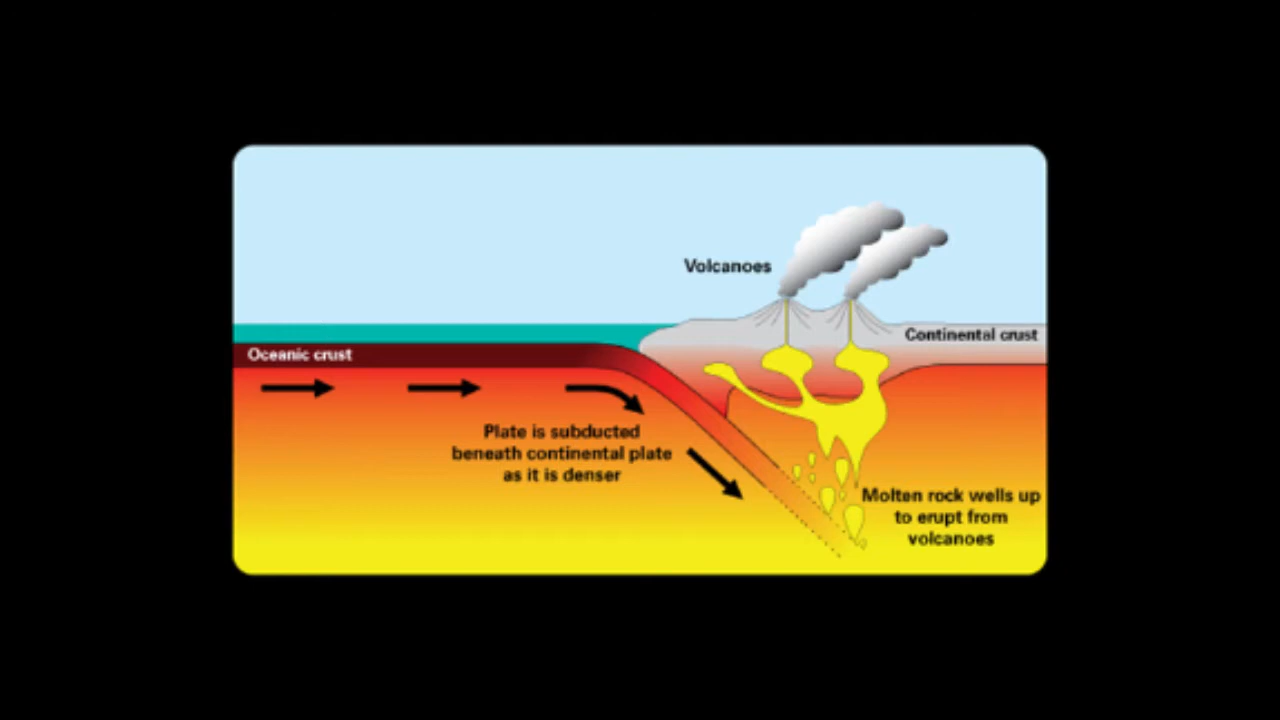 Volcanoes
Continental crust
Oceanic crust
Plate is subducted
beneath continental plate
as it is denser
Molten rock wells up
to erupt from
volcanoes